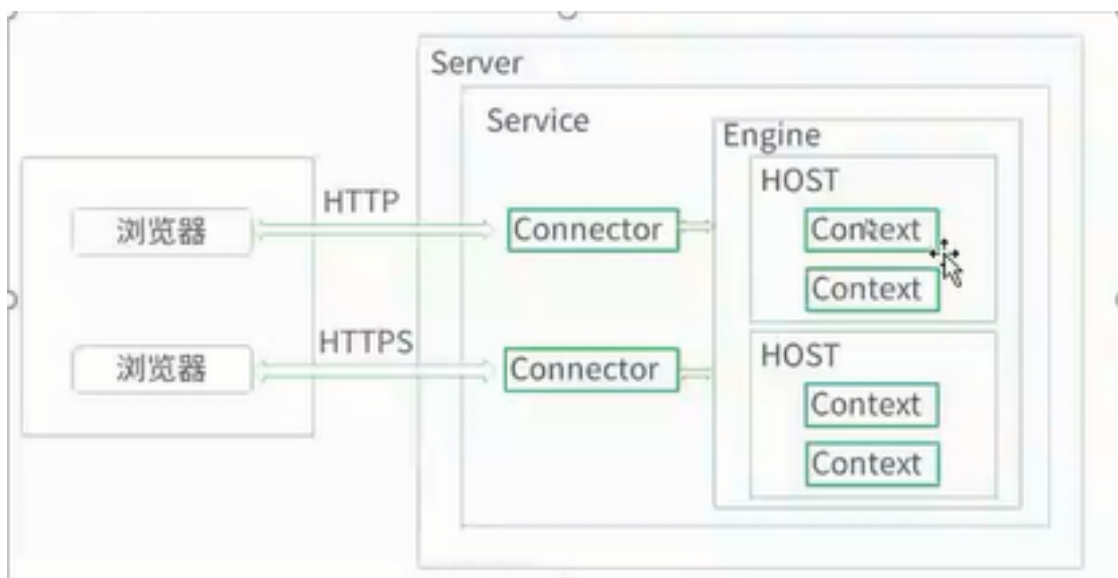 Server
Service
Engine
HOST
HTTP
浏览器
Connector
Context
Context
HTTPS
HOST
浏览器
Connector
Context
Context